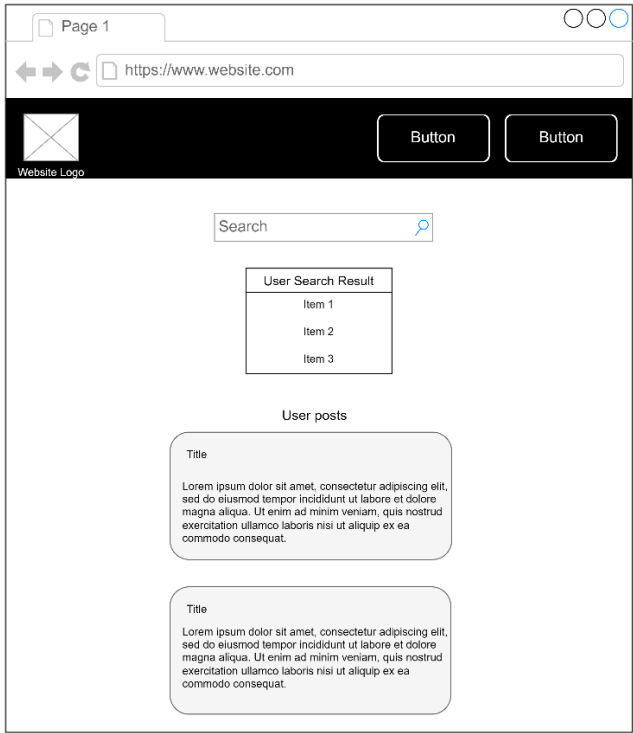 Page 1
https://www.website.com
Button
Button
Website Logo
Search
User Search Result
Item 1
Item 2
Item 3
User posts
Title
Lorem ipsum dolor sit amet, consectetur adipiscing elit,
sed do eiusmod tempor incididunt ut labore et dolore
magna aliqua. Ut enim ad minim veniam, quis nostrud
exercitation ullamco laboris nisi ut aliquip ex ea
commodo consequat.
Title
Lorem ipsum dolor sit amet, consectetur adipiscing elit,
sed do eiusmod tempor incididunt ut labore et dolore
magna aliqua. Ut enim ad minim veniam, quis nostrud
exercitation ullamco laboris nisi ut aliquip ex ea
commodo consequat.